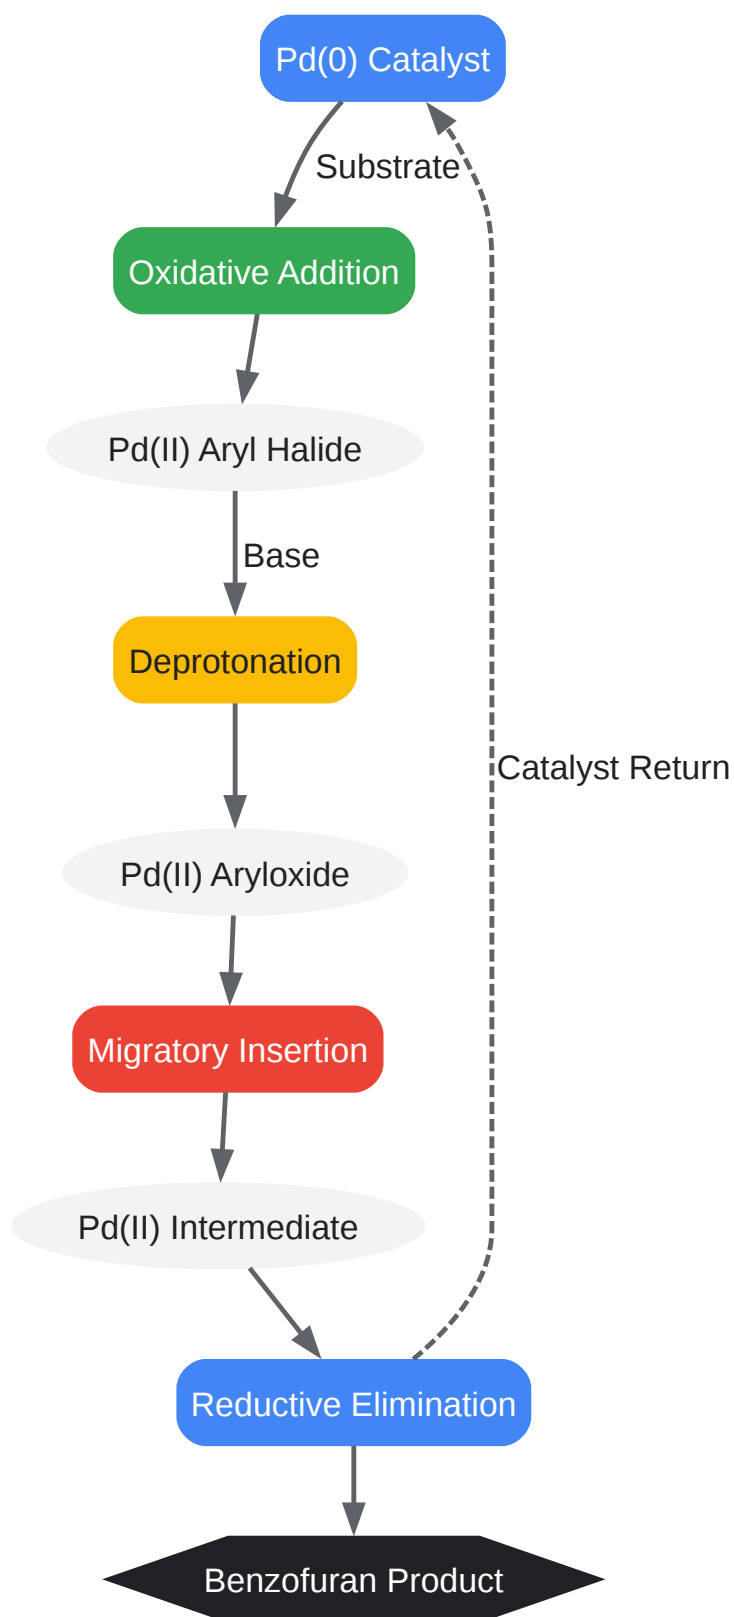 Pd(0) Catalyst
Substrate
Oxidative Addition
Pd(II) Aryl Halide
Base
Deprotonation
Catalyst Return
Pd(II) Aryloxide
Migratory Insertion
Pd(II) Intermediate
Reductive Elimination
Benzofuran Product